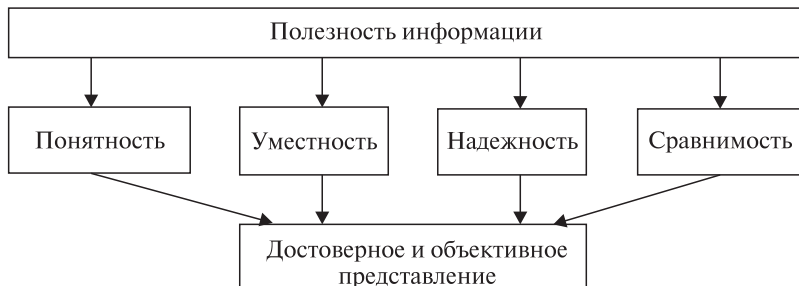 Полезность информации
Понятность
Уместность
Надежность
Сравнимость
Достоверное и объективное
представление